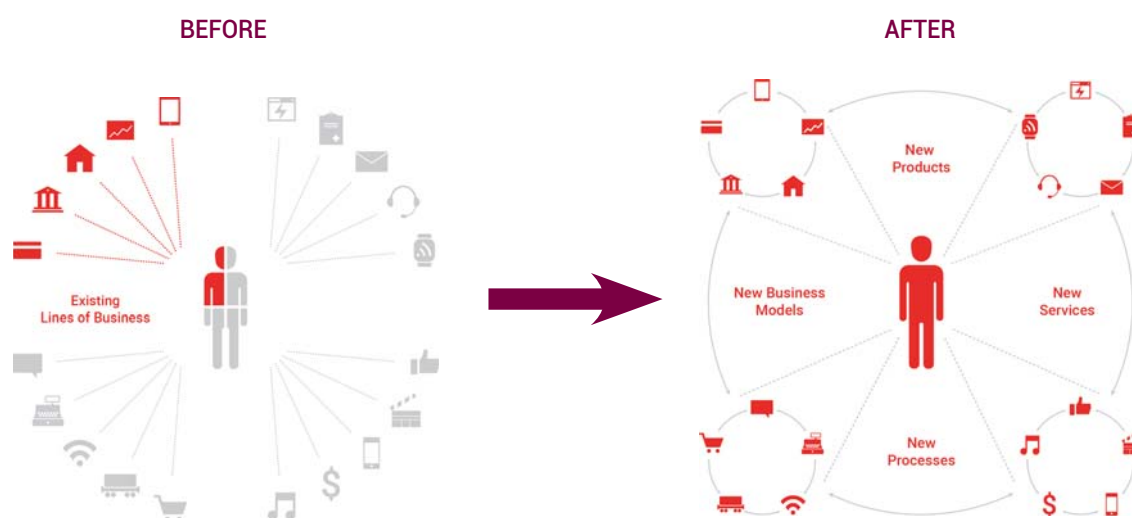 BEFORE
AFTER
Existing
Lines of Business
New
Products
New Business
Models
New
Services
New
Processes
$
$